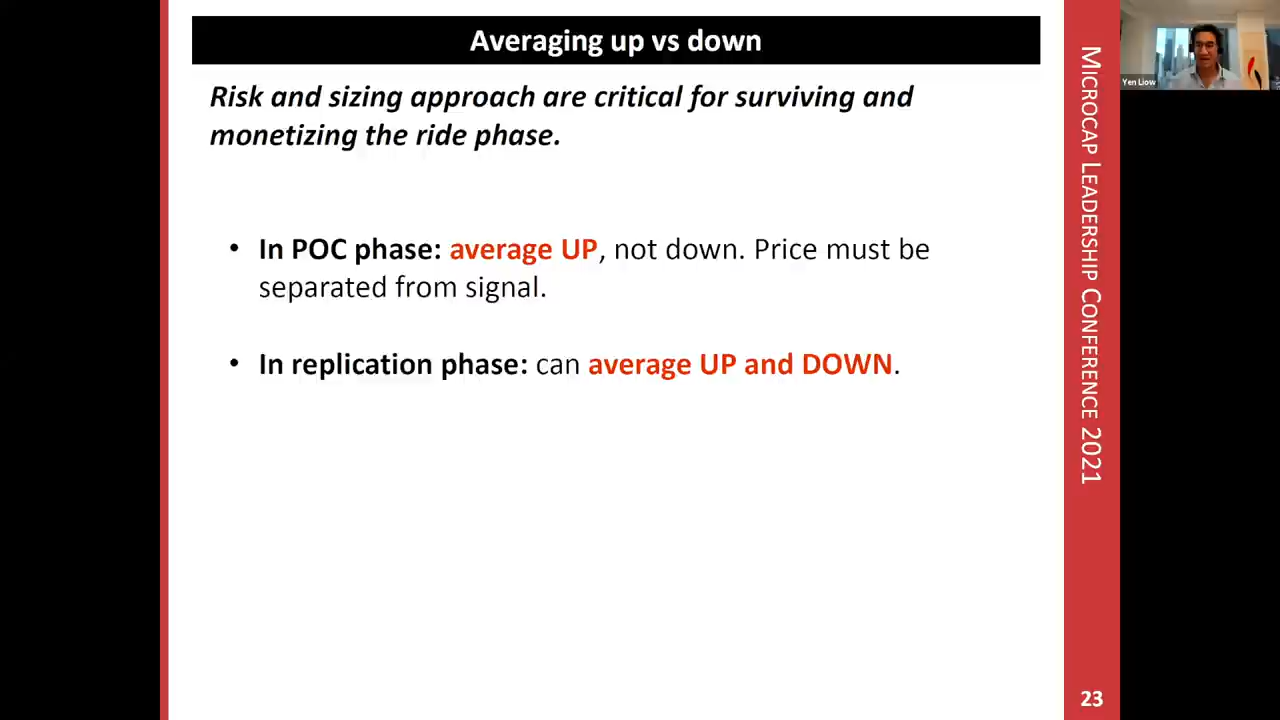 Averaging up vs down
Risk and sizing approach are critical for surviving and
monetizing the ride phase.
• In POC phase: average UP, not down. Price must be
separated from signal.
• In replication phase: can average UP and DOWN.
MICROCAP LEADERSHIP CONFERENCE 2021
23
Yen Liow